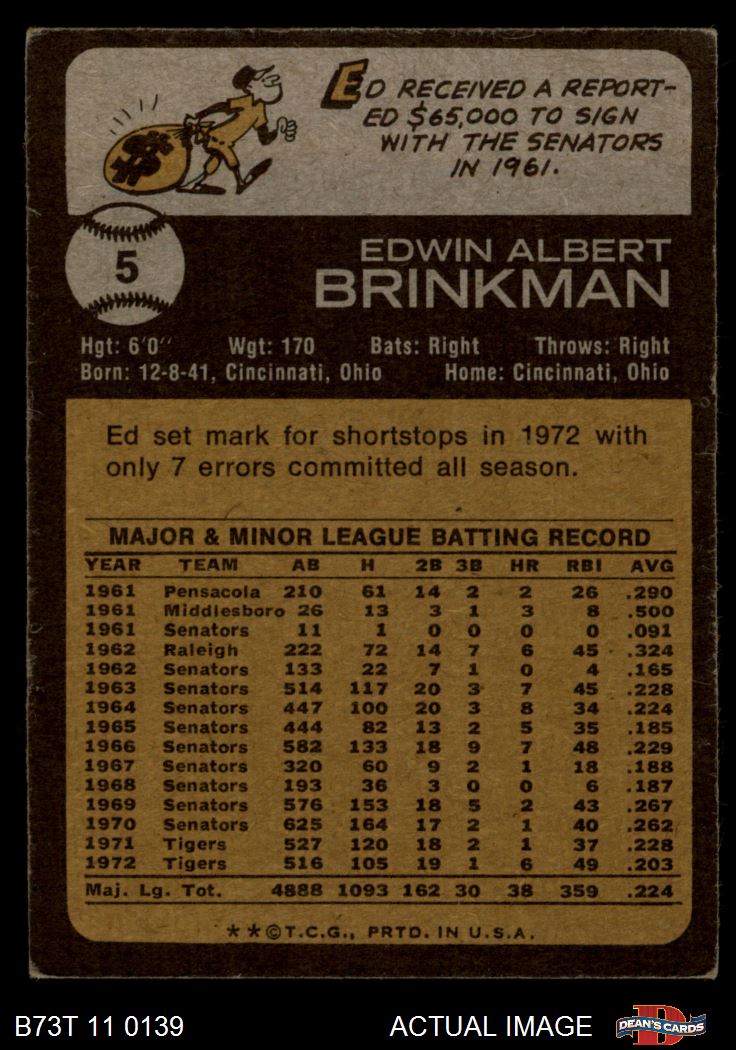 ED RECEIVED A REPORT-
ED $65,000 TO SIGN
WITH THE SENATORS
IN 1961.
5
EDWIN ALBERT
BRINKMAN
Hgt: 6'0" Wgt: 170 Bats: Right Throws: Right
Born: 12-8-41, Cincinnati, Ohio Home: Cincinnati, Ohio
Ed set mark for shortstops in 1972 with
only 7 errors committed all season.
MAJOR & MINOR LEAGUE BATTING RECORD
YEAR TEAM AB H 2B 3B HR RBI AVG
1961 Pensacola 210 61 14 2 2 26 .290
1961 Middlesboro 26 13 3 1 3 8 .500
1961 Senators 11 1 0 0 0 0 .091
1962 Raleigh 222 72 14 7 6 45 .324
1962 Senators 133 22 7 1 0 4 .165
1963 Senators 514 117 20 3 7 45 .228
1964 Senators 447 100 20 3 8 34 .224
1965 Senators 444 82 13 2 5 35 .185
1966 Senators 582 133 18 9 7 48 .229
1967 Senators 320 60 9 2 1 18 .188
1968 Senators 193 36 3 0 0 6 .187
1969 Senators 576 153 18 5 2 43 .267
1970 Senators 625 164 17 2 1 40 .262
1971 Tigers 527 120 18 2 1 37 .228
1972 Tigers 516 105 19 1 6 49 .203
Maj. Lg. Tot. 4888 1093 162 30 38 359 .224
**©T.C.G., PRTD. IN U.S.A.
B73T 11 0139 ACTUAL IMAGE
D
DEAN'S CARDS